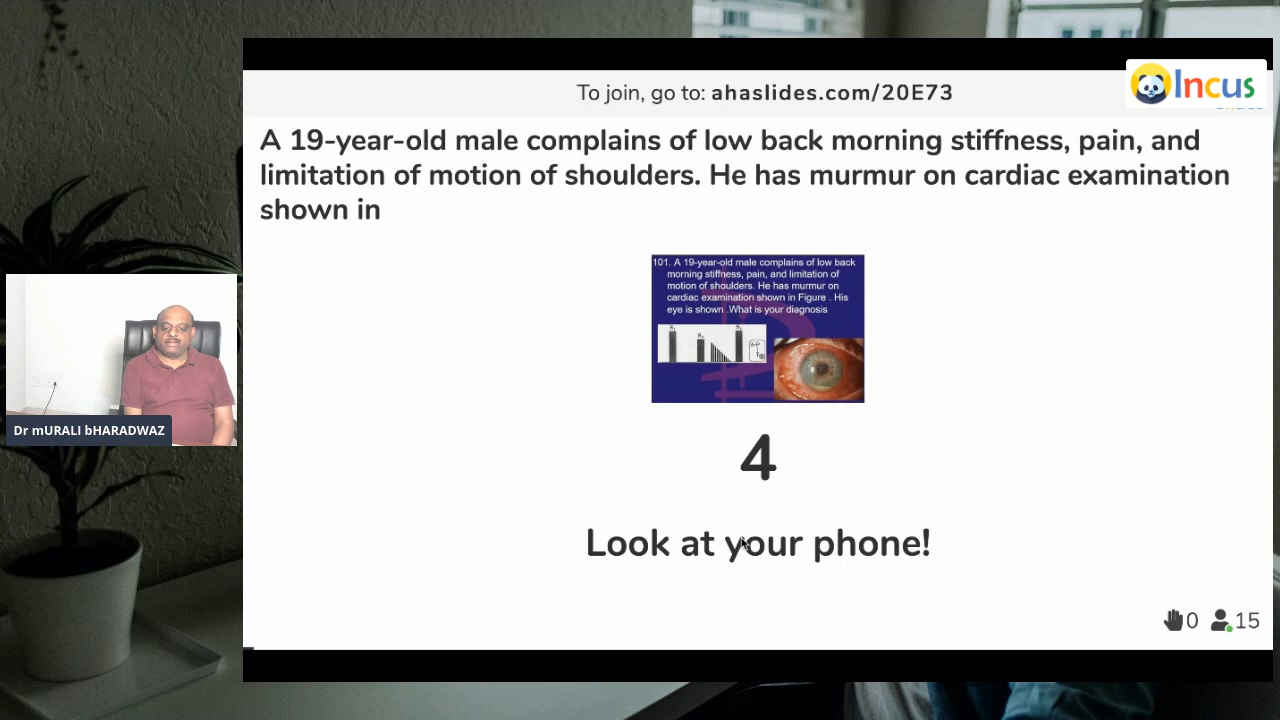 To join, go to: ahaslides.com/20E73
Incus
A 19-year-old male complains of low back morning stiffness, pain, and
limitation of motion of shoulders. He has murmur on cardiac examination
shown in
101. A 19-year-old male complains of low back
morning stiffness, pain, and limitation of
motion of shoulders. He has murmur on
cardiac examination shown in Figure . His
eye is shown .What is your diagnosis
S₁ S₂ S₁
4
Look at your phone!
Dr mURALI bHARADWAZ
0 15